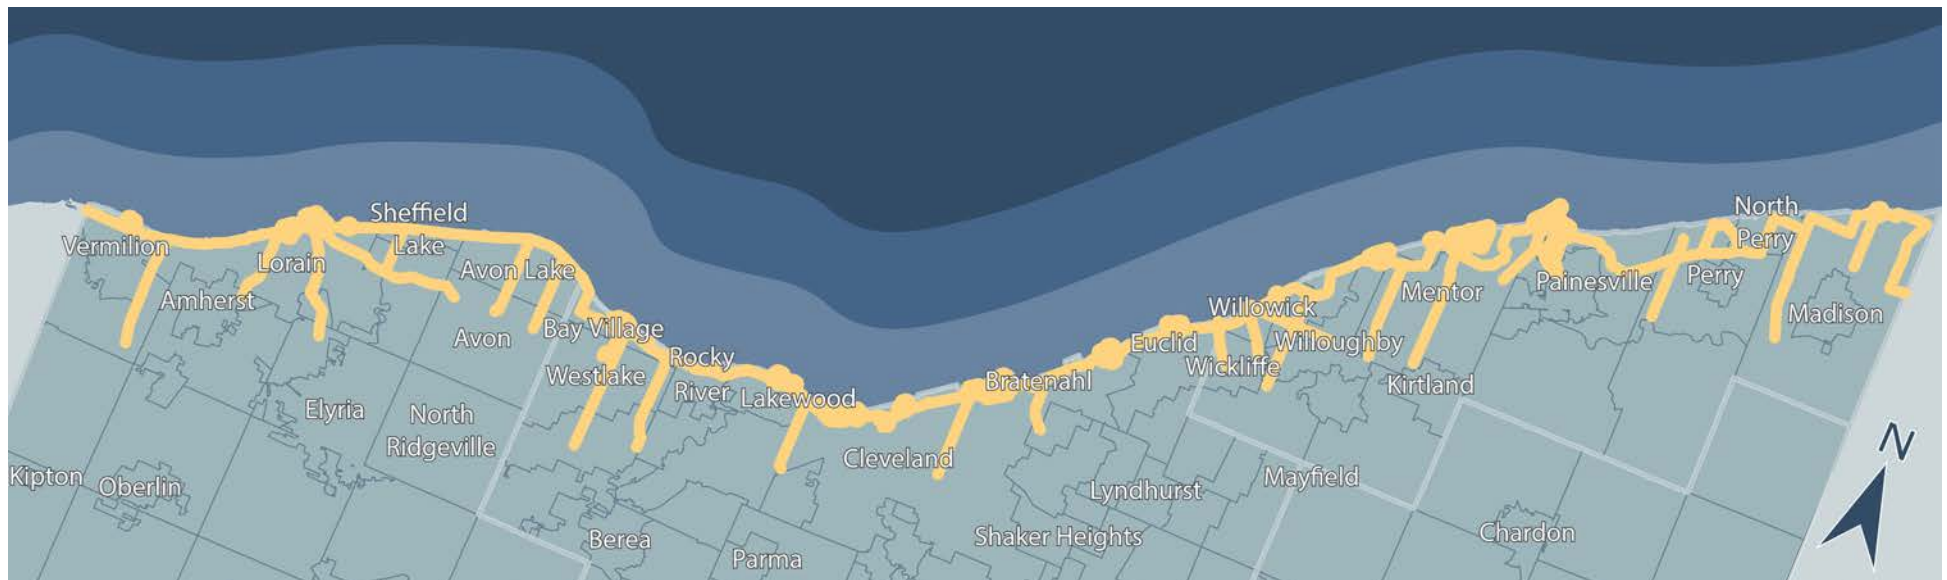 Sheffield
Lake
North
Perry
Vermilion
Lorain
Avon Lake
Amherst
Painesville
Perry
Mentor
Willowick
Madison
Bay Village
Avon
Rocky
River
Euclid
Willoughby
Wickliffe
Westlake
Lakewood
Bratenahl
Kirtland
Elyria
North
Ridgeville
Cleveland
N
Kipton
Oberlin
Lyndhurst
Mayfield
Berea
Parma
Shaker Heights
Chardon